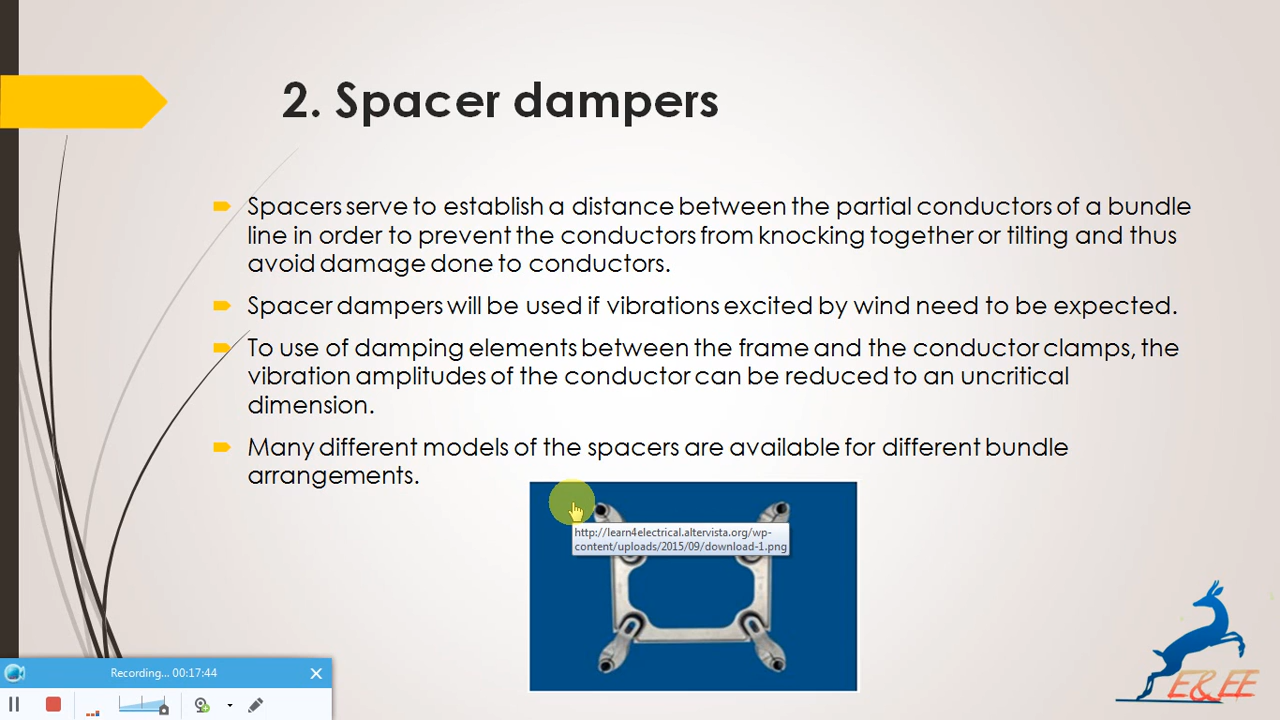 2. Spacer dampers
Spacers serve to establish a distance between the partial conductors of a bundle
line in order to prevent the conductors from knocking together or tilting and thus
avoid damage done to conductors.
Spacer dampers will be used if vibrations excited by wind need to be expected.
To use of damping elements between the frame and the conductor clamps, the
vibration amplitudes of the conductor can be reduced to an uncritical
dimension.
Many different models of the spacers are available for different bundle
arrangements.
http://learn4electrical.altervista.org/wp-
content/uploads/2015/09/download-1.png
Recording... 00:17:44
E&EE